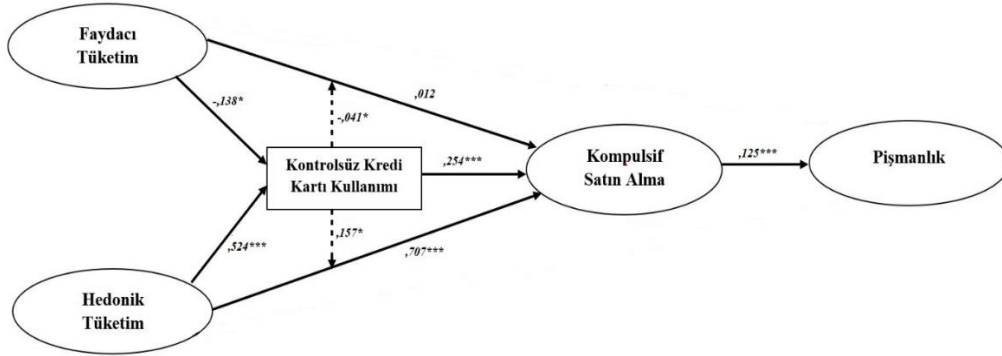 Faydacı
Tüketim
,012
-,138*
-,041*
Kontrolsüz Kredi
Kartı Kullanımı
,254***
Kompulsif
Satın Alma
,125***
Pişmanlık
,157*
,524***
,707***
Hedonik
Tüketim